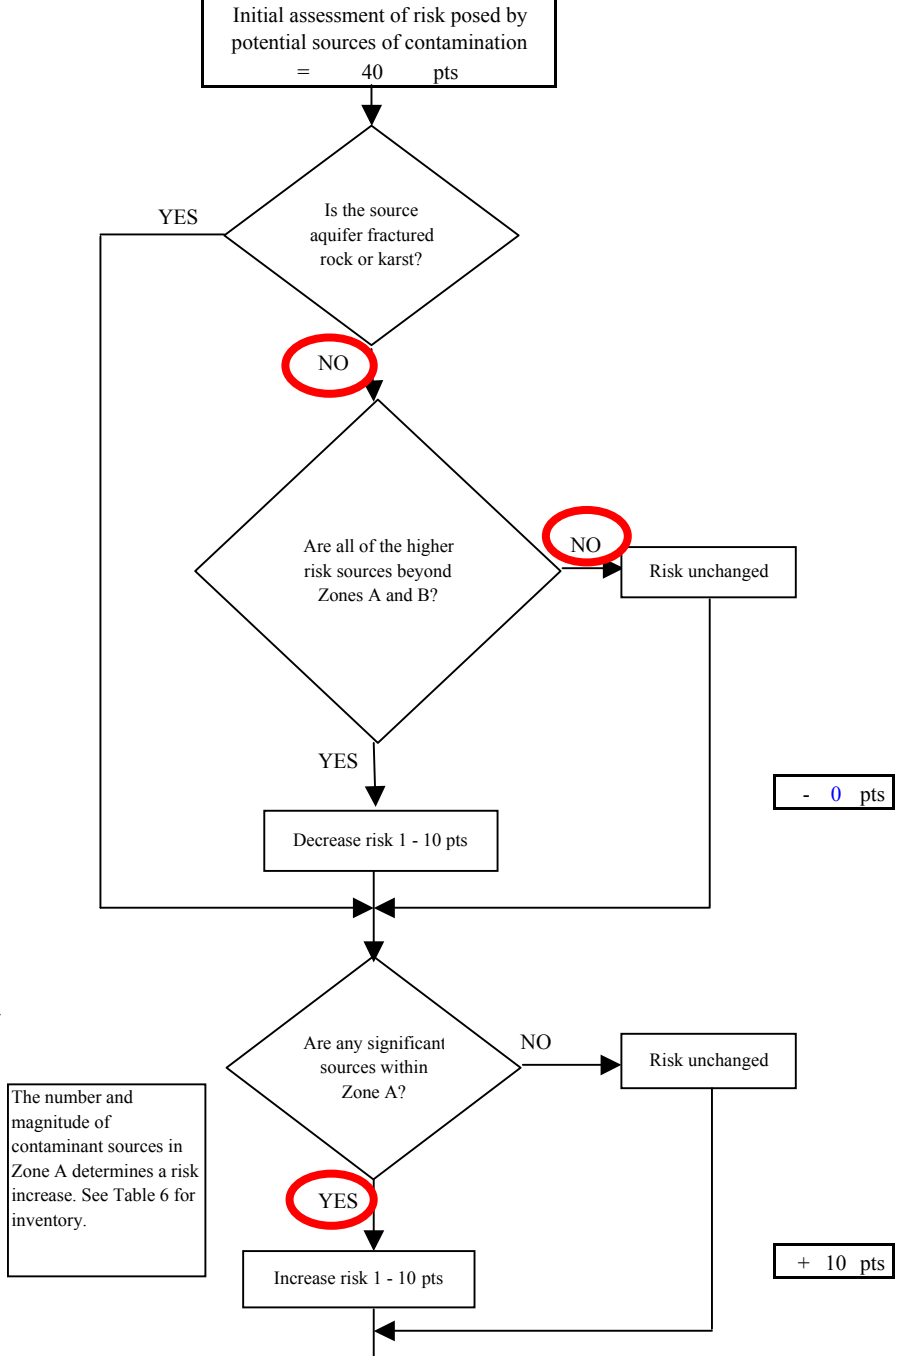 Initial assessment of risk posed by
potential sources of contamination
= 40 pts
YES
Is the source
aquifer fractured
rock or karst?
NO
Are all of the higher
risk sources beyond
Zones A and B?
NO
Risk unchanged
YES
- 0 pts
Decrease risk 1 - 10 pts
Are any significant
sources within
Zone A?
NO
Risk unchanged
The number and
magnitude of
contaminant sources in
Zone A determines a risk
increase. See Table 6 for
inventory.
YES
+ 10 pts
Increase risk 1 - 10 pts